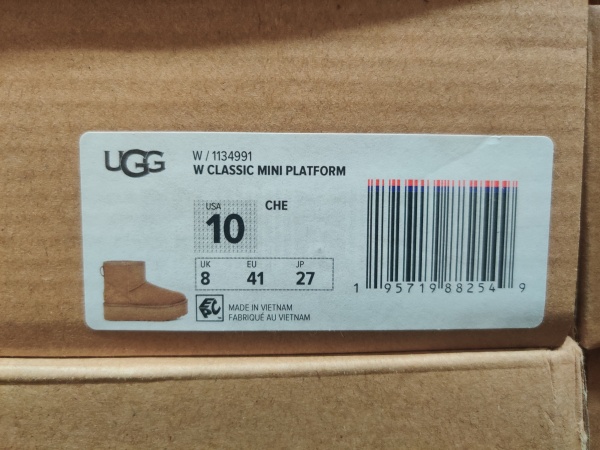 UGG
W / 1134991
W CLASSIC MINI PLATFORM
USA
10
CHE
UK EU JP
8 41 27
MADE IN VIETNAM
FABRIQUÉ AU VIETNAM
1 95719 88254 9